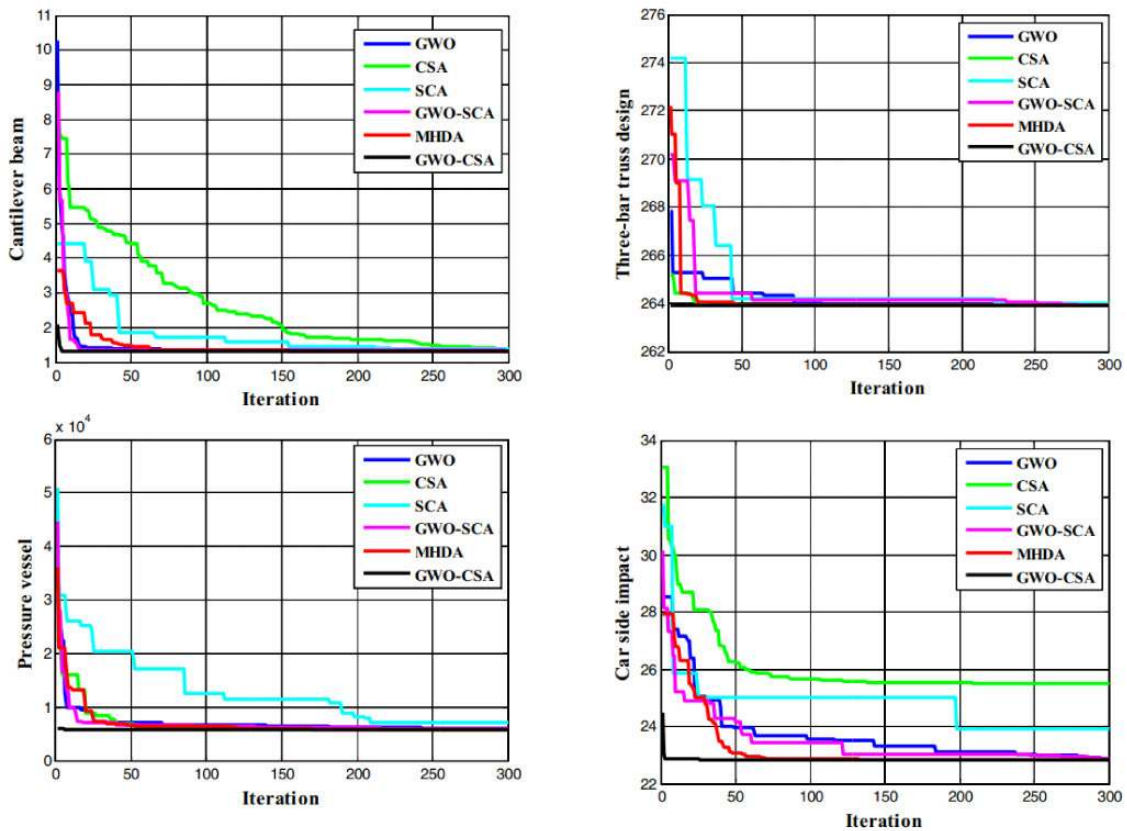 11
10
9
8
7
6
5
4
3
2
1
Cantilever beam
GWO
CSA
SCA
GWO-SCA
MHDA
GWO-CSA
0 50 100 150 200 250 300
Iteration
276
274
272
270
268
266
264
262
Three-bar truss design
GWO
CSA
SCA
GWO-SCA
MHDA
GWO-CSA
0 50 100 150 200 250 300
Iteration
x 10⁴
6
5
4
3
2
1
0
Pressure vessel
GWO
CSA
SCA
GWO-SCA
MHDA
GWO-CSA
0 50 100 150 200 250 300
Iteration
34
32
30
28
26
24
22
Car side impact
GWO
CSA
SCA
GWO-SCA
MHDA
GWO-CSA
0 50 100 150 200 250 300
Iteration